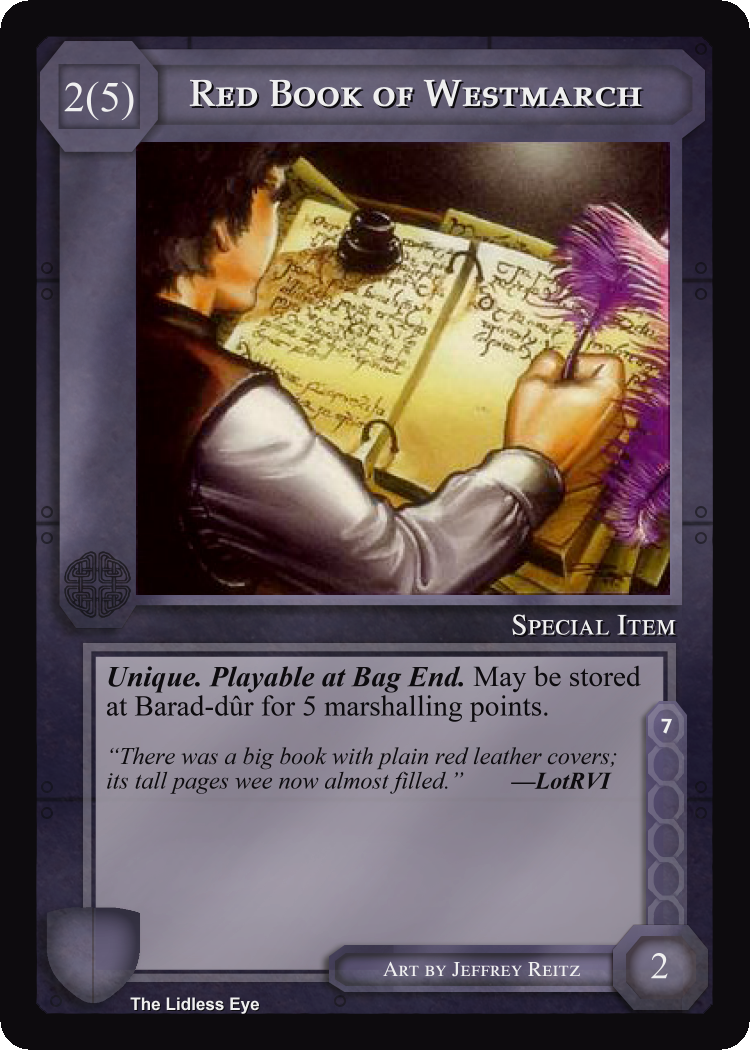 2(5)
Red Book of Westmarch
Special Item
Unique. Playable at Bag End. May be stored
at Barad-dûr for 5 marshalling points.
7
“There was a big book with plain red leather covers;
its tall pages wee now almost filled.” —LotRVI
Art by Jeffrey Reitz
2
The Lidless Eye